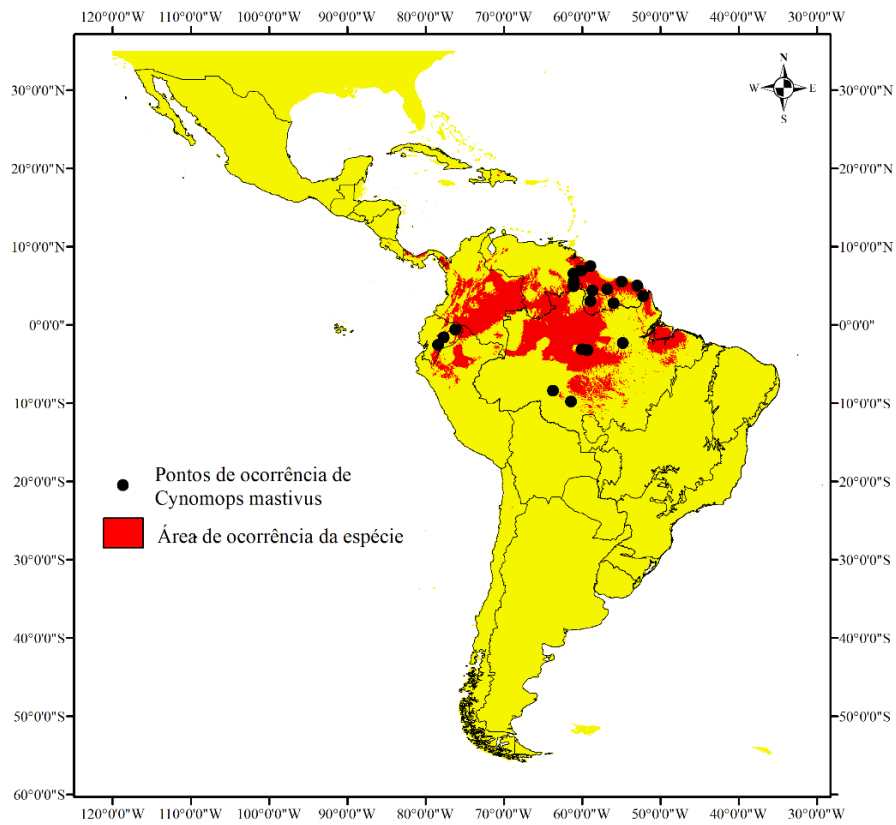 120°0'0"W 110°0'0"W 100°0'0"W 90°0'0"W 80°0'0"W 70°0'0"W 60°0'0"W 50°0'0"W 40°0'0"W 30°0'0"W
N
W E
S
30°0'0"N 30°0'0"N
20°0'0"N 20°0'0"N
10°0'0"N 10°0'0"N
0°0'0" 0°0'0"
10°0'0"S 10°0'0"S
20°0'0"S 20°0'0"S
30°0'0"S 30°0'0"S
40°0'0"S 40°0'0"S
50°0'0"S 50°0'0"S
60°0'0"S 60°0'0"S
Pontos de ocorrência de
Cynomops mastivus
Área de ocorrência da espécie
120°0'0"W 110°0'0"W 100°0'0"W 90°0'0"W 80°0'0"W 70°0'0"W 60°0'0"W 50°0'0"W 40°0'0"W 30°0'0"W